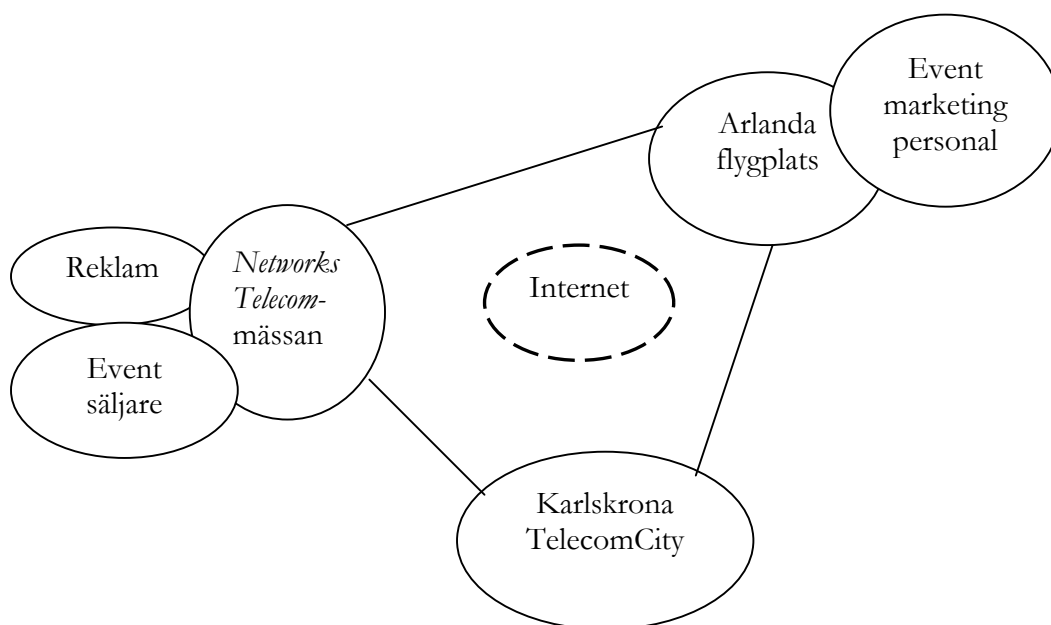 Event
marketing
personal
Arlanda
flygplats
Reklam
Networks
Telecom-
mässan
Internet
Event
säljare
Karlskrona
TelecomCity